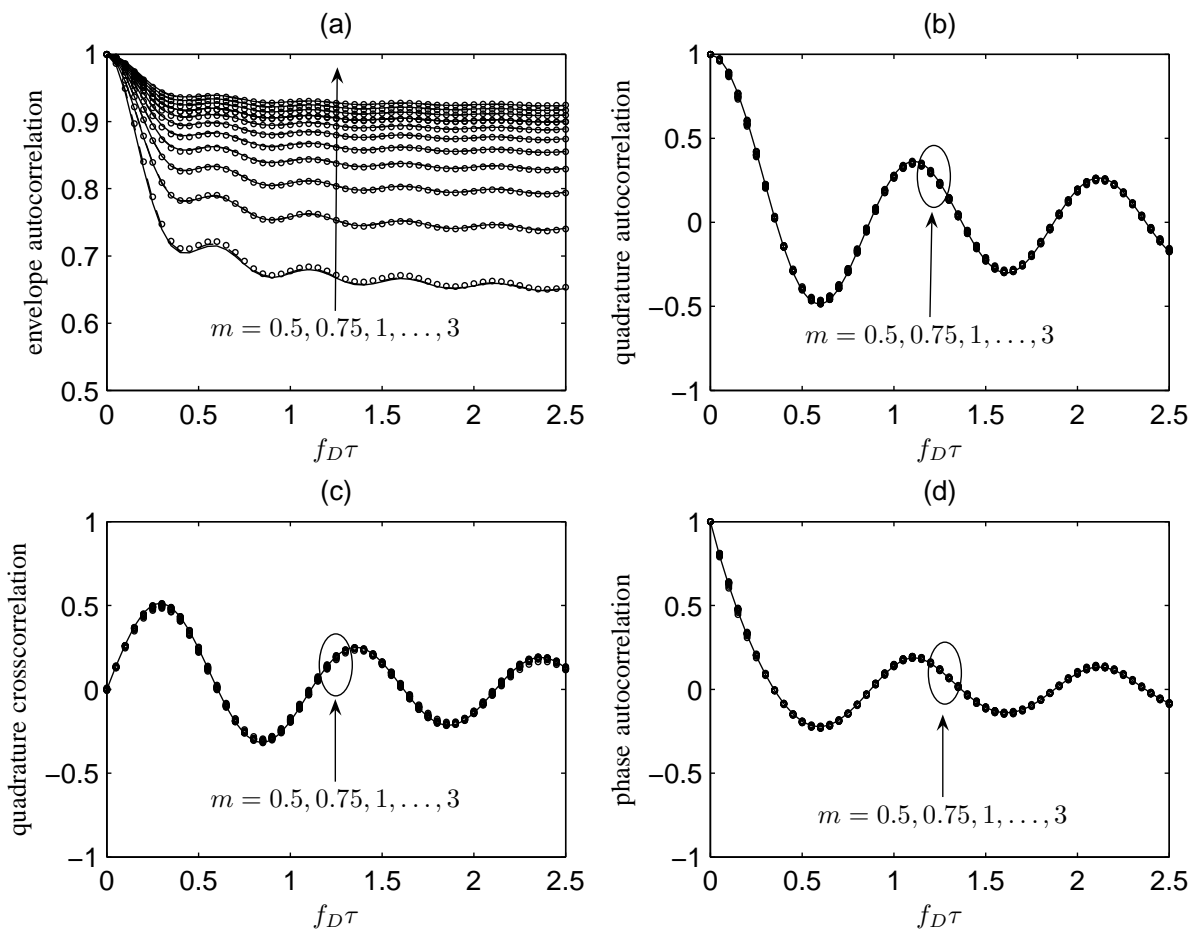 (a)
envelope autocorrelation
1
0.9
0.8
0.7
0.6
0.5
m = 0.5, 0.75, 1, . . . , 3
0 0.5 1 1.5 2 2.5
f_D τ
(b)
quadrature autocorrelation
1
0.5
0
−0.5
−1
m = 0.5, 0.75, 1, . . . , 3
0 0.5 1 1.5 2 2.5
f_D τ
(c)
quadrature crosscorrelation
1
0.5
0
−0.5
−1
m = 0.5, 0.75, 1, . . . , 3
0 0.5 1 1.5 2 2.5
f_D τ
(d)
phase autocorrelation
1
0.5
0
−0.5
−1
m = 0.5, 0.75, 1, . . . , 3
0 0.5 1 1.5 2 2.5
f_D τ